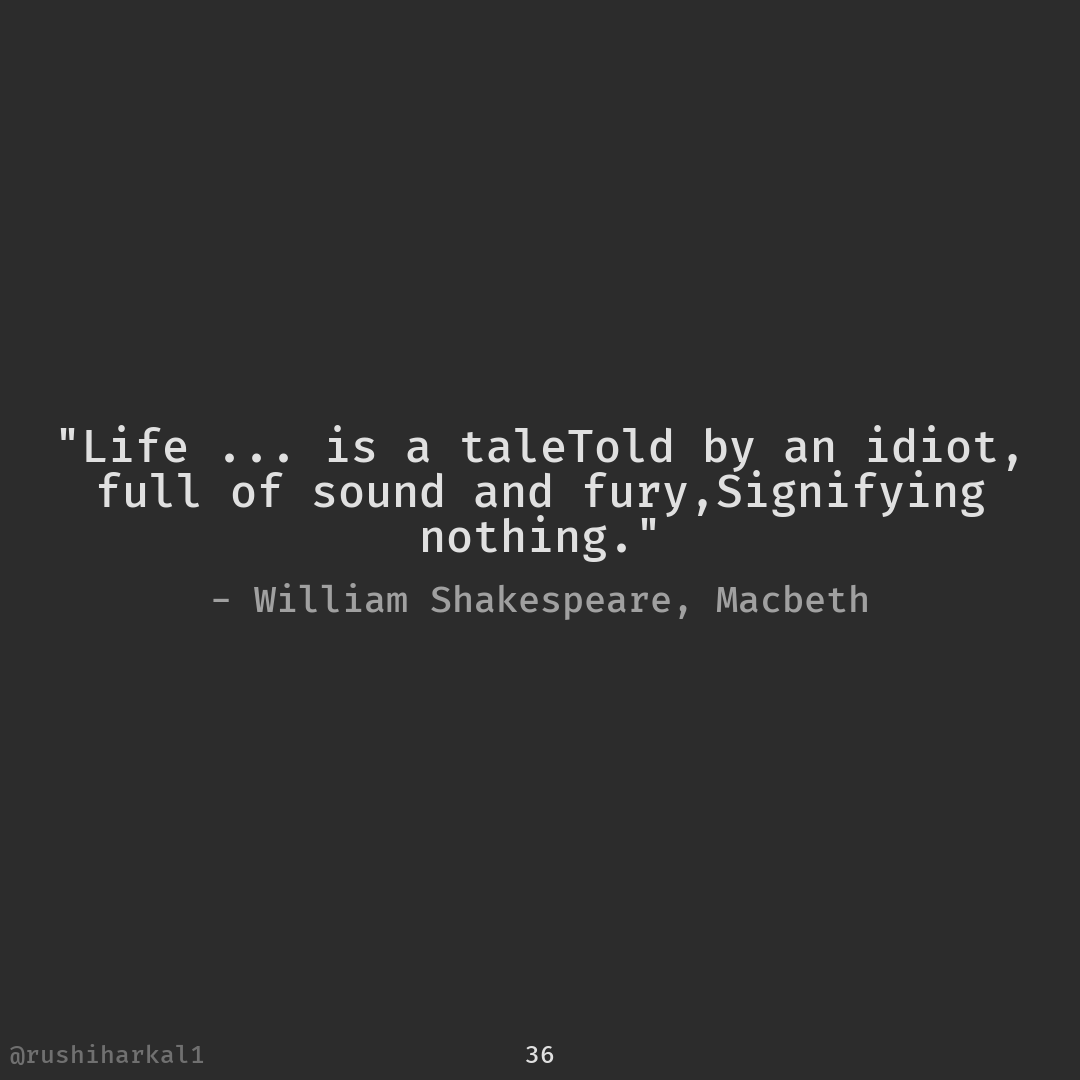 "Life ... is a taleTold by an idiot,
full of sound and fury,Signifying
nothing."
– William Shakespeare, Macbeth
@rushiharkal1
36